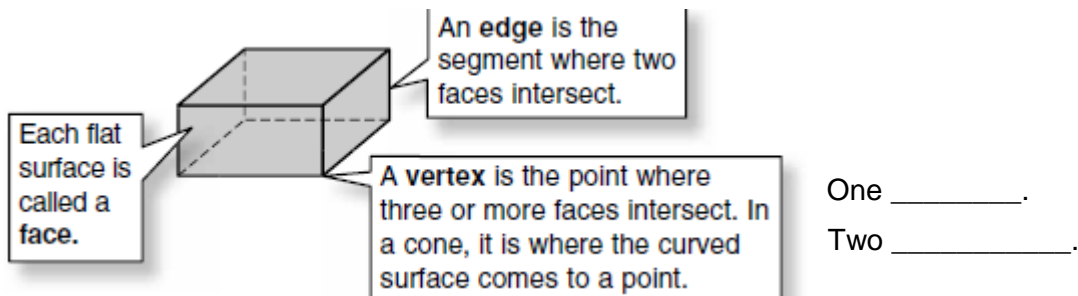 An edge is the
segment where two
faces intersect.
Each flat
surface is
called a
face.
A vertex is the point where
three or more faces intersect. In
a cone, it is where the curved
surface comes to a point.
One ________.
Two ___________.